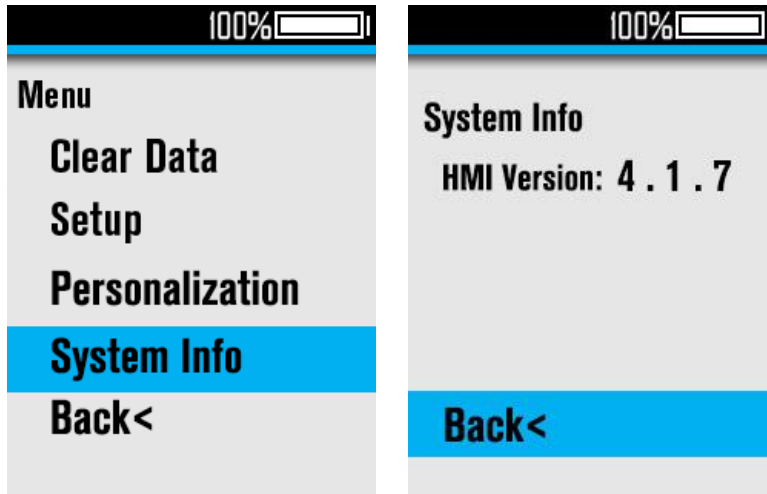 100%
Menu
Clear Data
Setup
Personalization
System Info
Back<
100%
System Info
HMI Version: 4 . 1 . 7
Back<